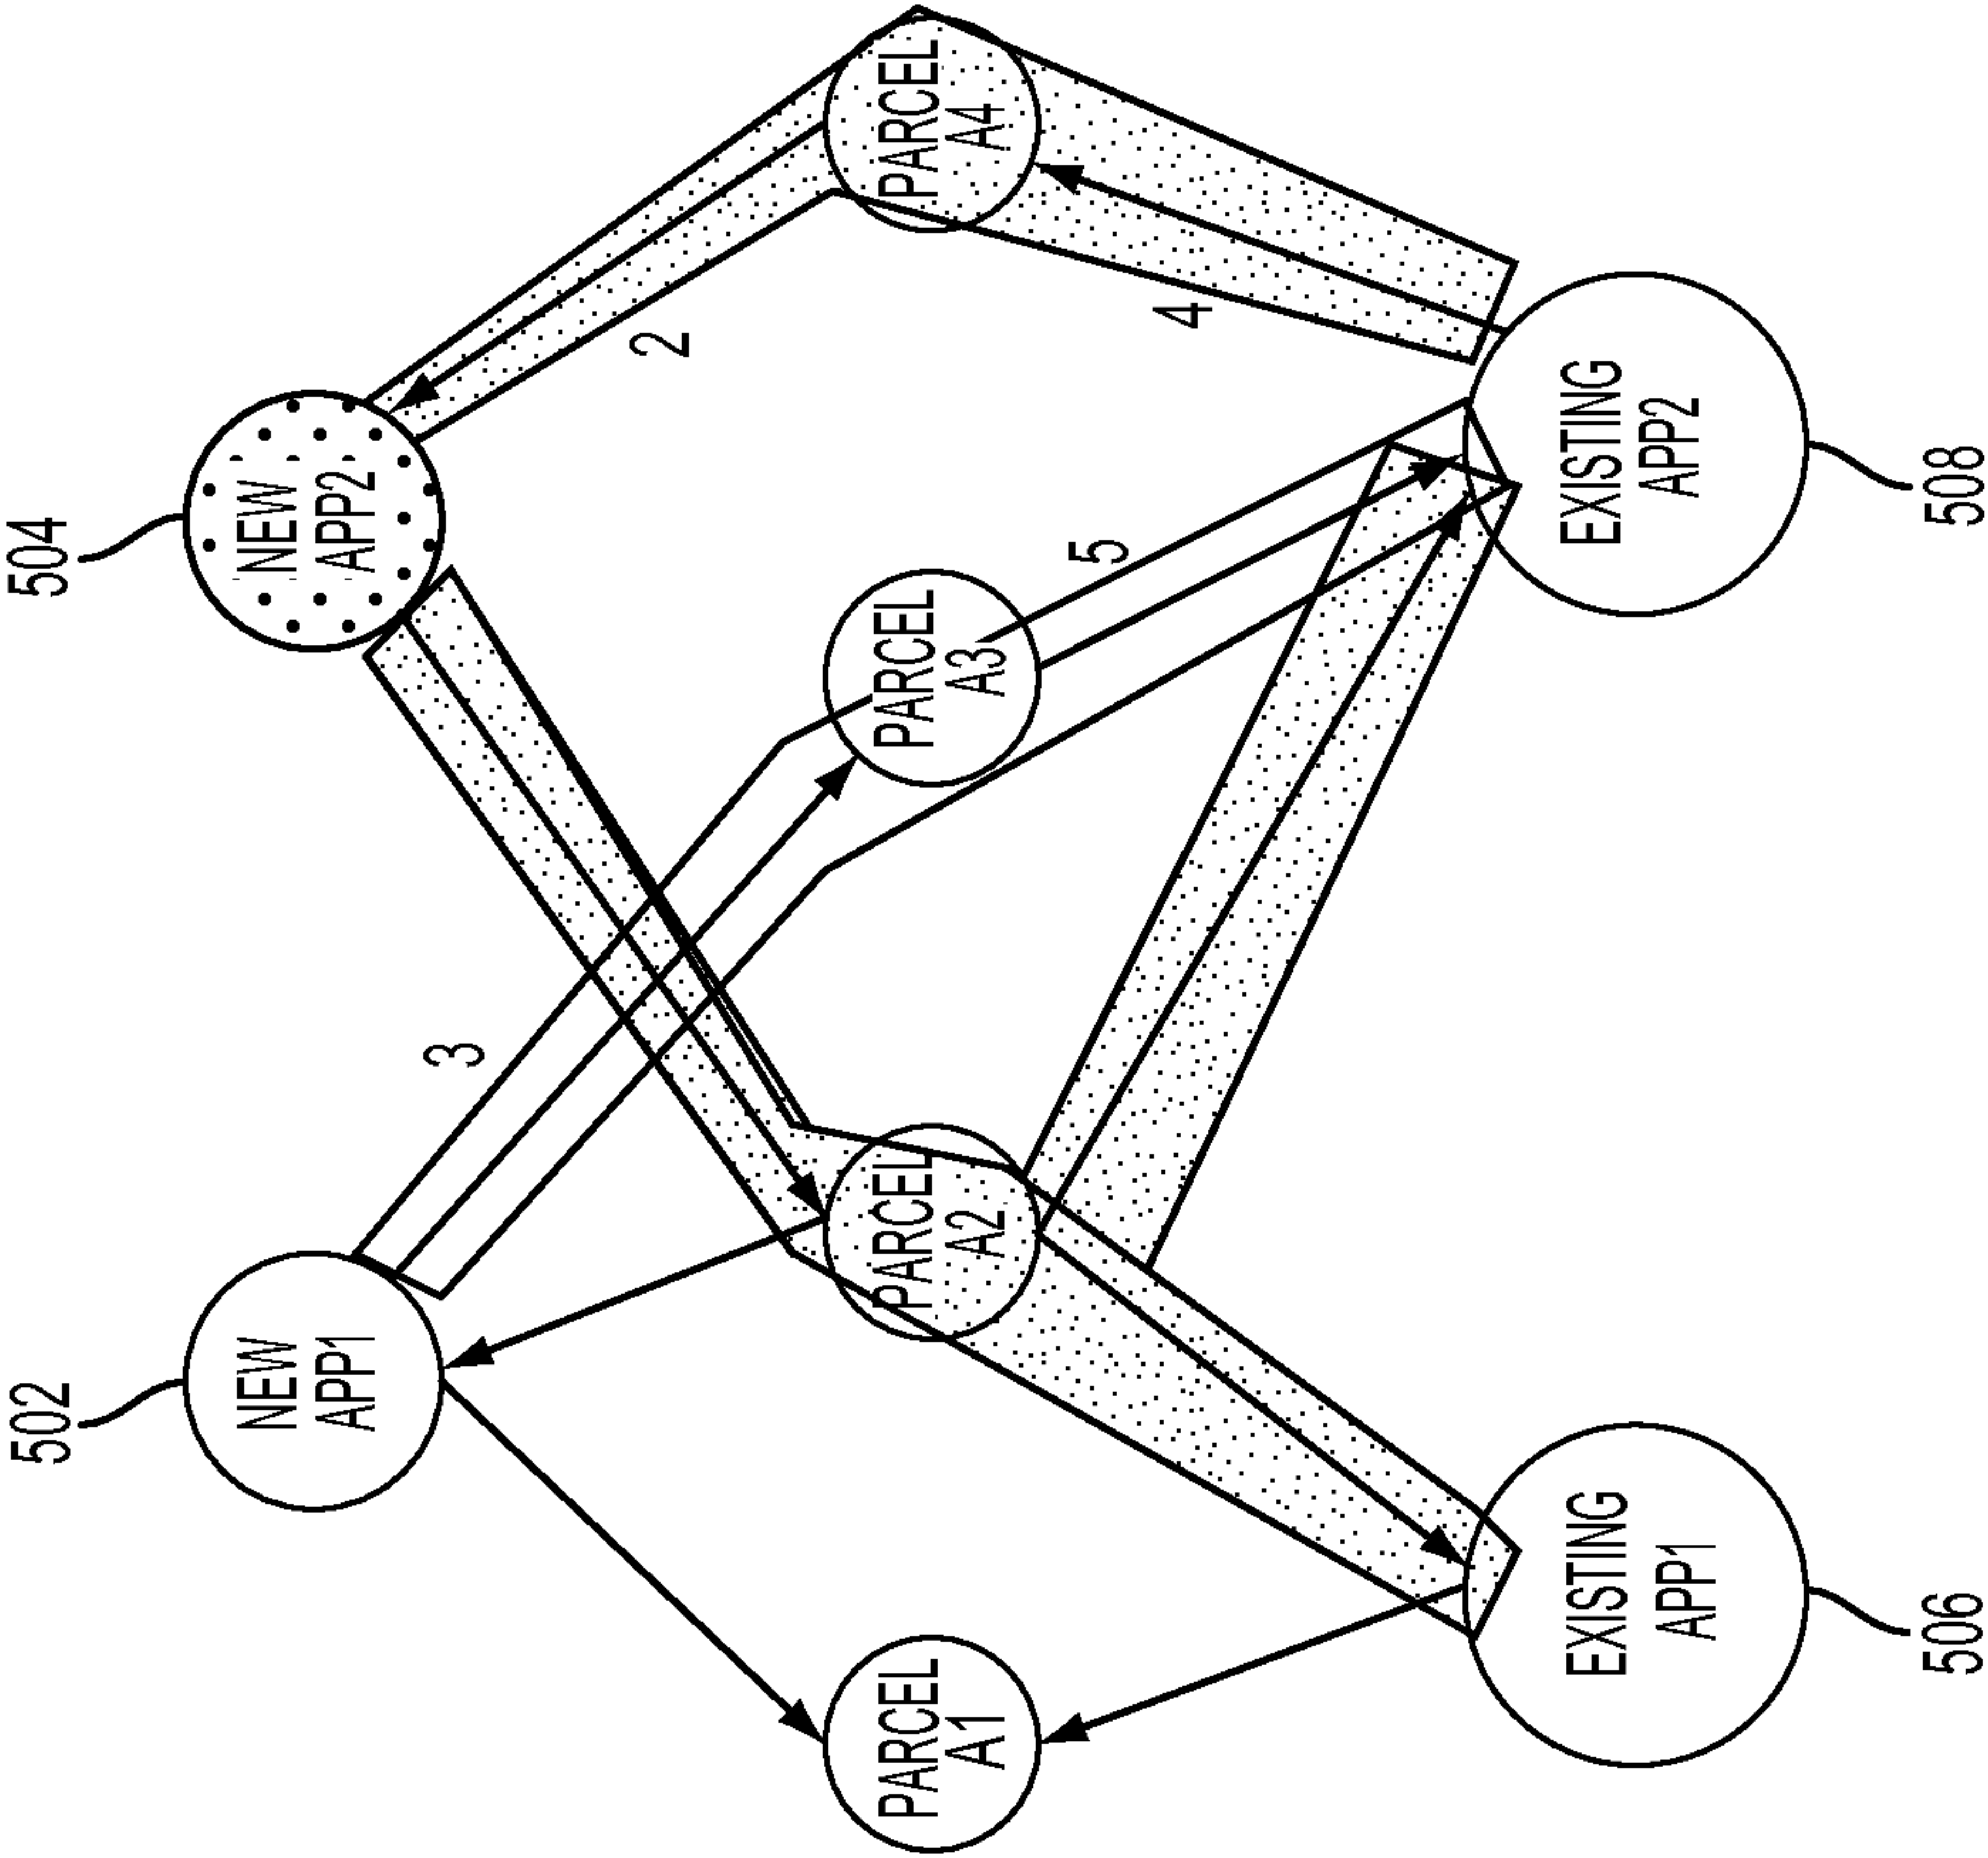 502
504
NEW
APP1
NEW
APP2
3
2
PARCEL
A1
PARCEL
A2
PARCEL
A3
PARCEL
A4
5
4
EXISTING
APP1
EXISTING
APP2
506
508